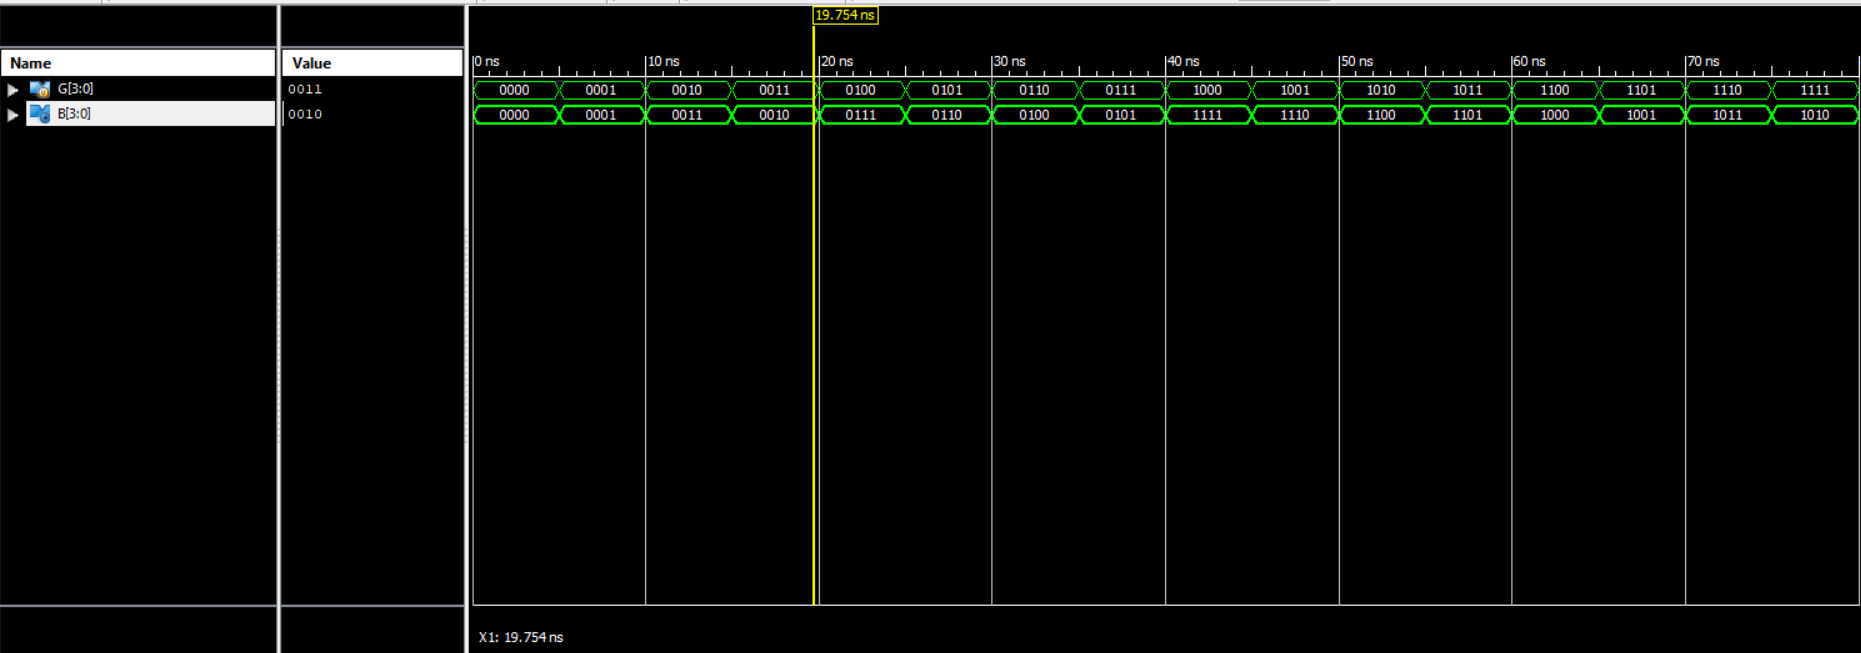 19.754 ns
Name Value 0 ns 10 ns 20 ns 30 ns 40 ns 50 ns 60 ns 70 ns
G[3:0] 0011 0000 0001 0010 0011 0100 0101 0110 0111 1000 1001 1010 1011 1100 1101 1110 1111
B[3:0] 0010 0000 0001 0011 0010 0111 0110 0100 0101 1111 1110 1100 1101 1000 1001 1011 1010
X1: 19.754 ns